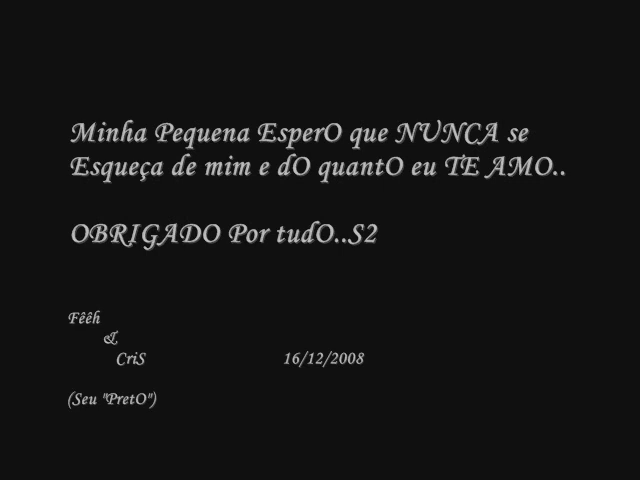 Minha Pequena EsperO que NUNCA se
Esqueça de mim e dO quantO eu TE AMO..
OBRIGADO Por tudO..S2
Fêêh
&
CriS 16/12/2008
(Seu "PretO")